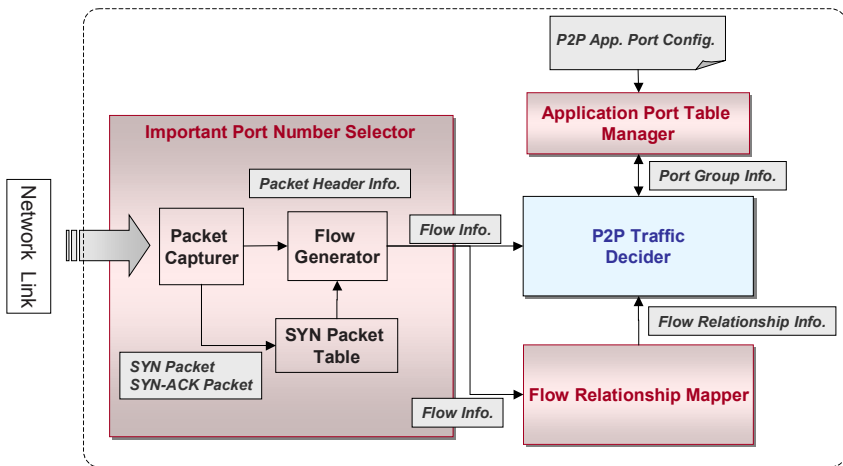 P2P App. Port Config.
Application Port Table
Manager
Important Port Number Selector
Packet Header Info.
Port Group Info.
Network Link
Packet
Capturer
Flow
Generator
Flow Info.
P2P Traffic
Decider
SYN Packet
Table
Flow Relationship Info.
SYN Packet
SYN-ACK Packet
Flow Info.
Flow Relationship Mapper